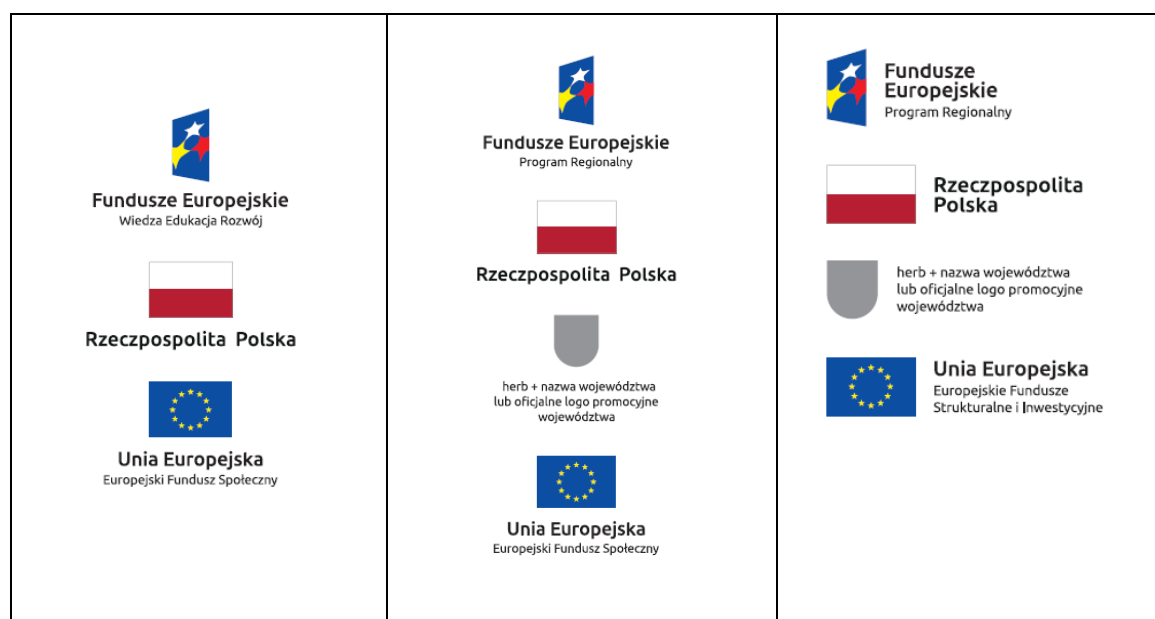 Fundusze Europejskie
Wiedza Edukacja Rozwój
Rzeczpospolita Polska
Unia Europejska
Europejski Fundusz Społeczny
Fundusze Europejskie
Program Regionalny
Rzeczpospolita Polska
herb + nazwa województwa
lub oficjalne logo promocyjne
województwa
Unia Europejska
Europejski Fundusz Społeczny
Fundusze
Europejskie
Program Regionalny
Rzeczpospolita
Polska
herb + nazwa województwa
lub oficjalne logo promocyjne
województwa
Unia Europejska
Europejskie Fundusze
Strukturalne i Inwestycyjne